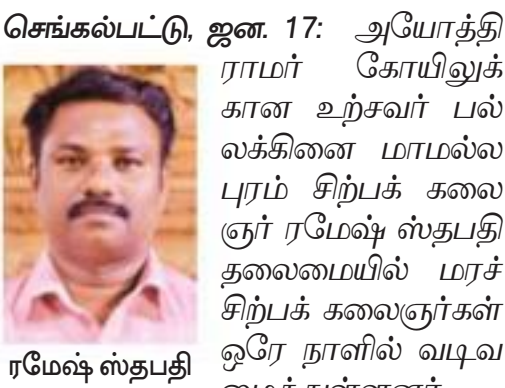 செங்கல்பட்டு, ஜன. 17: அயோத்தி
ராமர் கோயிலுக்
கான உற்சவர் பல்
லக்கினை மாமல்ல
புரம் சிற்பக் கலை
ஞர் ரமேஷ் ஸ்தபதி
தலைமையில் மரச்
சிற்பக் கலைஞர்கள்
ஒரே நாளில் வடிவ
ரமேஷ் ஸ்தபதி